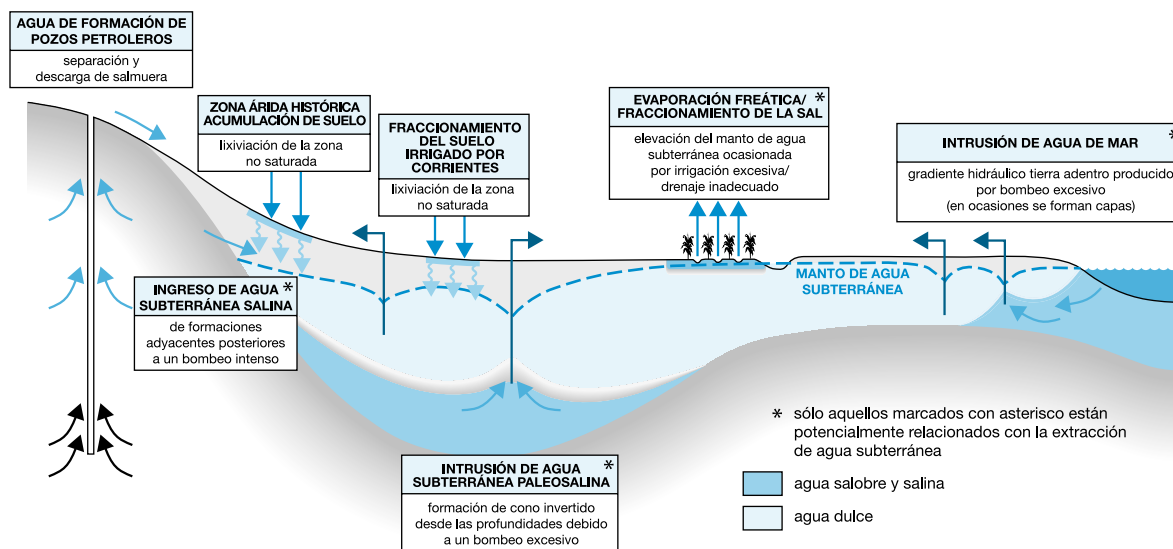 AGUA DE FORMACIÓN DE
POZOS PETROLEROS
separación y
descarga de salmuera
ZONA ÁRIDA HISTÓRICA
ACUMULACIÓN DE SUELO
lixiviación de la zona
no saturada
FRACCIONAMIENTO
DEL SUELO
IRRIGADO POR
CORRIENTES
lixiviación de la zona
no saturada
EVAPORACIÓN FREÁTICA/ *
FRACCIONAMIENTO DE LA SAL
elevación del manto de agua
subterránea ocasionada
por irrigación excesiva/
drenaje inadecuado
INTRUSIÓN DE AGUA DE MAR *
gradiente hidráulico tierra adentro producido
por bombeo excesivo
(en ocasiones se forman capas)
INGRESO DE AGUA *
SUBTERRÁNEA SALINA
de formaciones
adyacentes posteriores
a un bombeo intenso
MANTO DE AGUA
SUBTERRÁNEA
INTRUSIÓN DE AGUA *
SUBTERRÁNEA PALEOSALINA
formación de cono invertido
desde las profundidades debido
a un bombeo excesivo
* sólo aquellos marcados con asterisco están
potencialmente relacionados con la extracción
de agua subterránea
agua salobre y salina
agua dulce